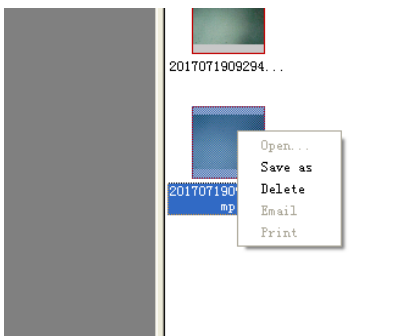 2017071909294...
Open...
Save as
Delete
Email
Print
201707190
mp